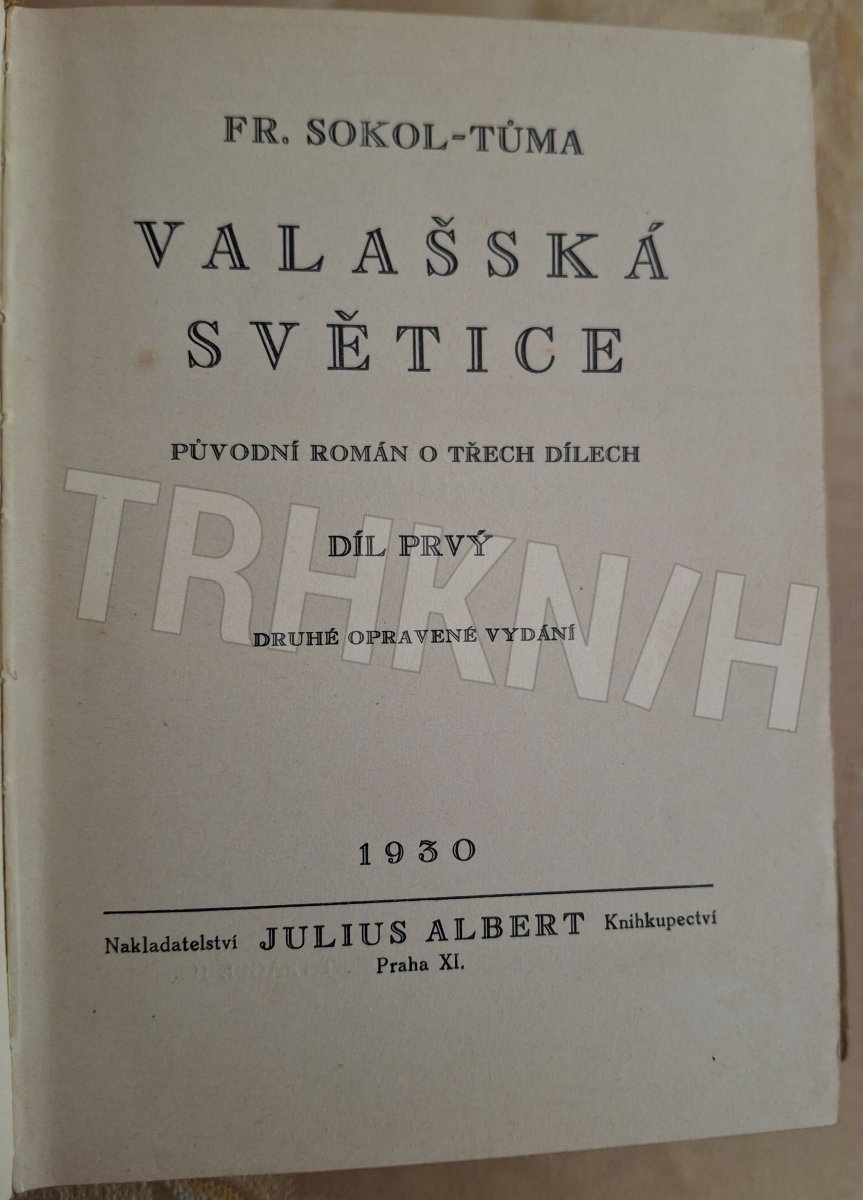 FR. SOKOL-TŮMA
VALAŠSKÁ
SVĚTICE
PŮVODNÍ ROMÁN O TŘECH DÍLECH
DÍL PRVÝ
TRHKN/H
DRUHÉ OPRAVENÉ VYDÁNÍ
1930
Nakladatelství JULIUS ALBERT Knihkupectví
Praha XI.